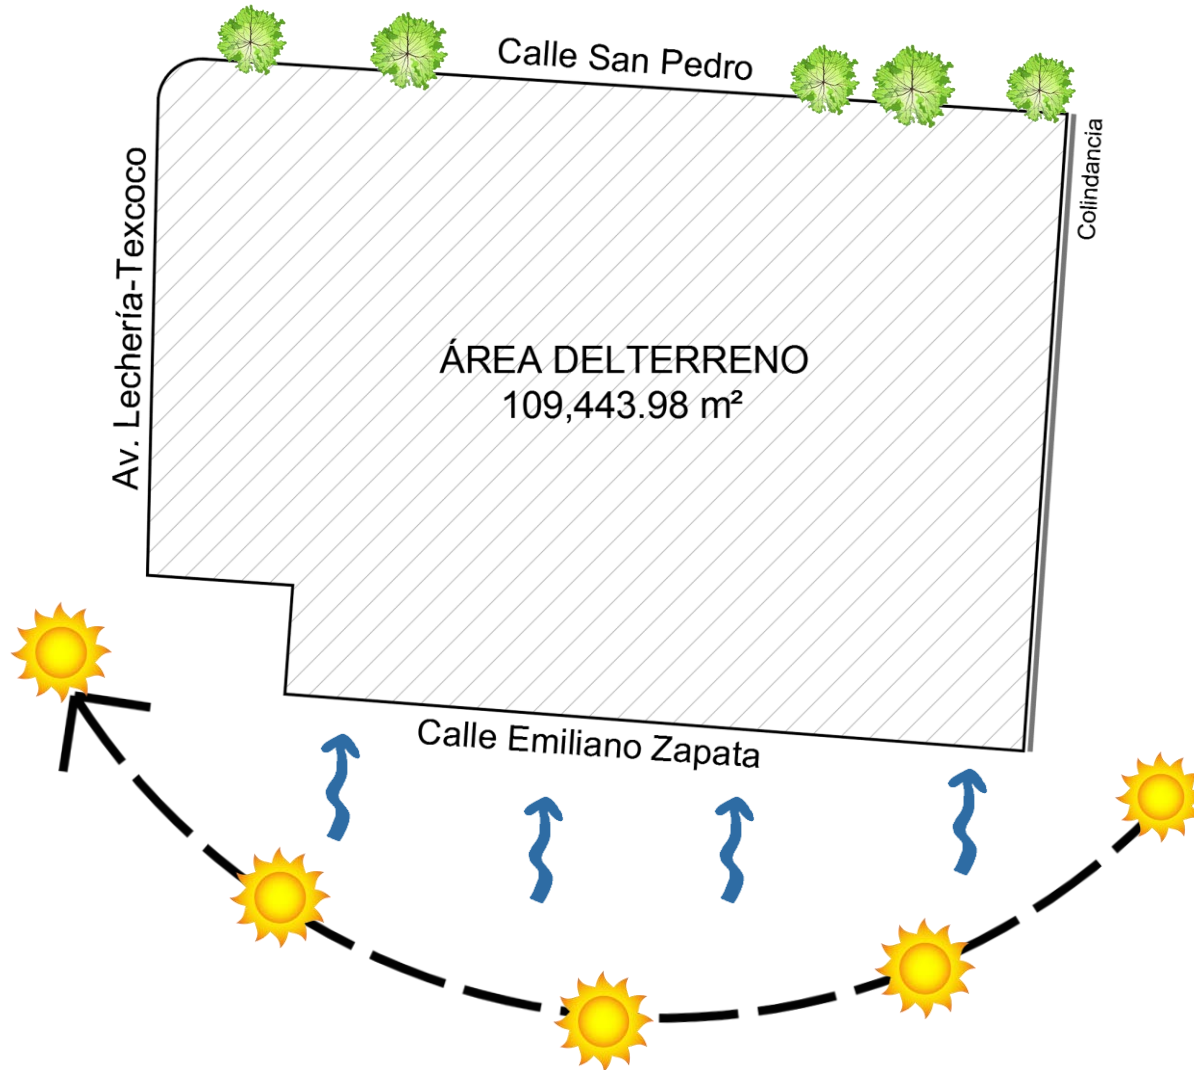 Calle San Pedro
Colindancia
Av. Lechería-Texcoco
ÁREA DELTERRENO
109,443.98 m²
Calle Emiliano Zapata